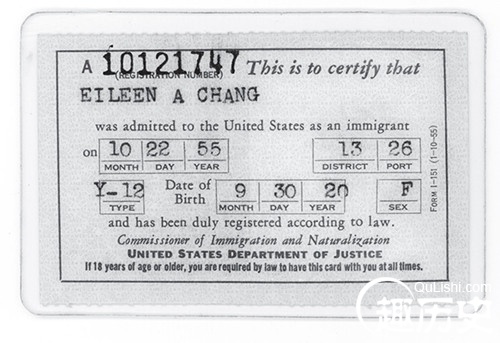 A 10121747 This is to certify that
(REGISTRATION NUMBER)
EILEEN A CHANG
was admitted to the United States as an immigrant
on 10 22 55 13 26
MONTH DAY YEAR DISTRICT PORT
Y-12 Date of Birth 9 30 20 F
TYPE MONTH DAY YEAR SEX
and has been duly registered according to law.
Commissioner of Immigration and Naturalization
UNITED STATES DEPARTMENT OF JUSTICE
If 18 years of age or older, you are required by law to have this card with you at all times.
FORM I-151 (1-10-55)
QuLishi.com
趣历史